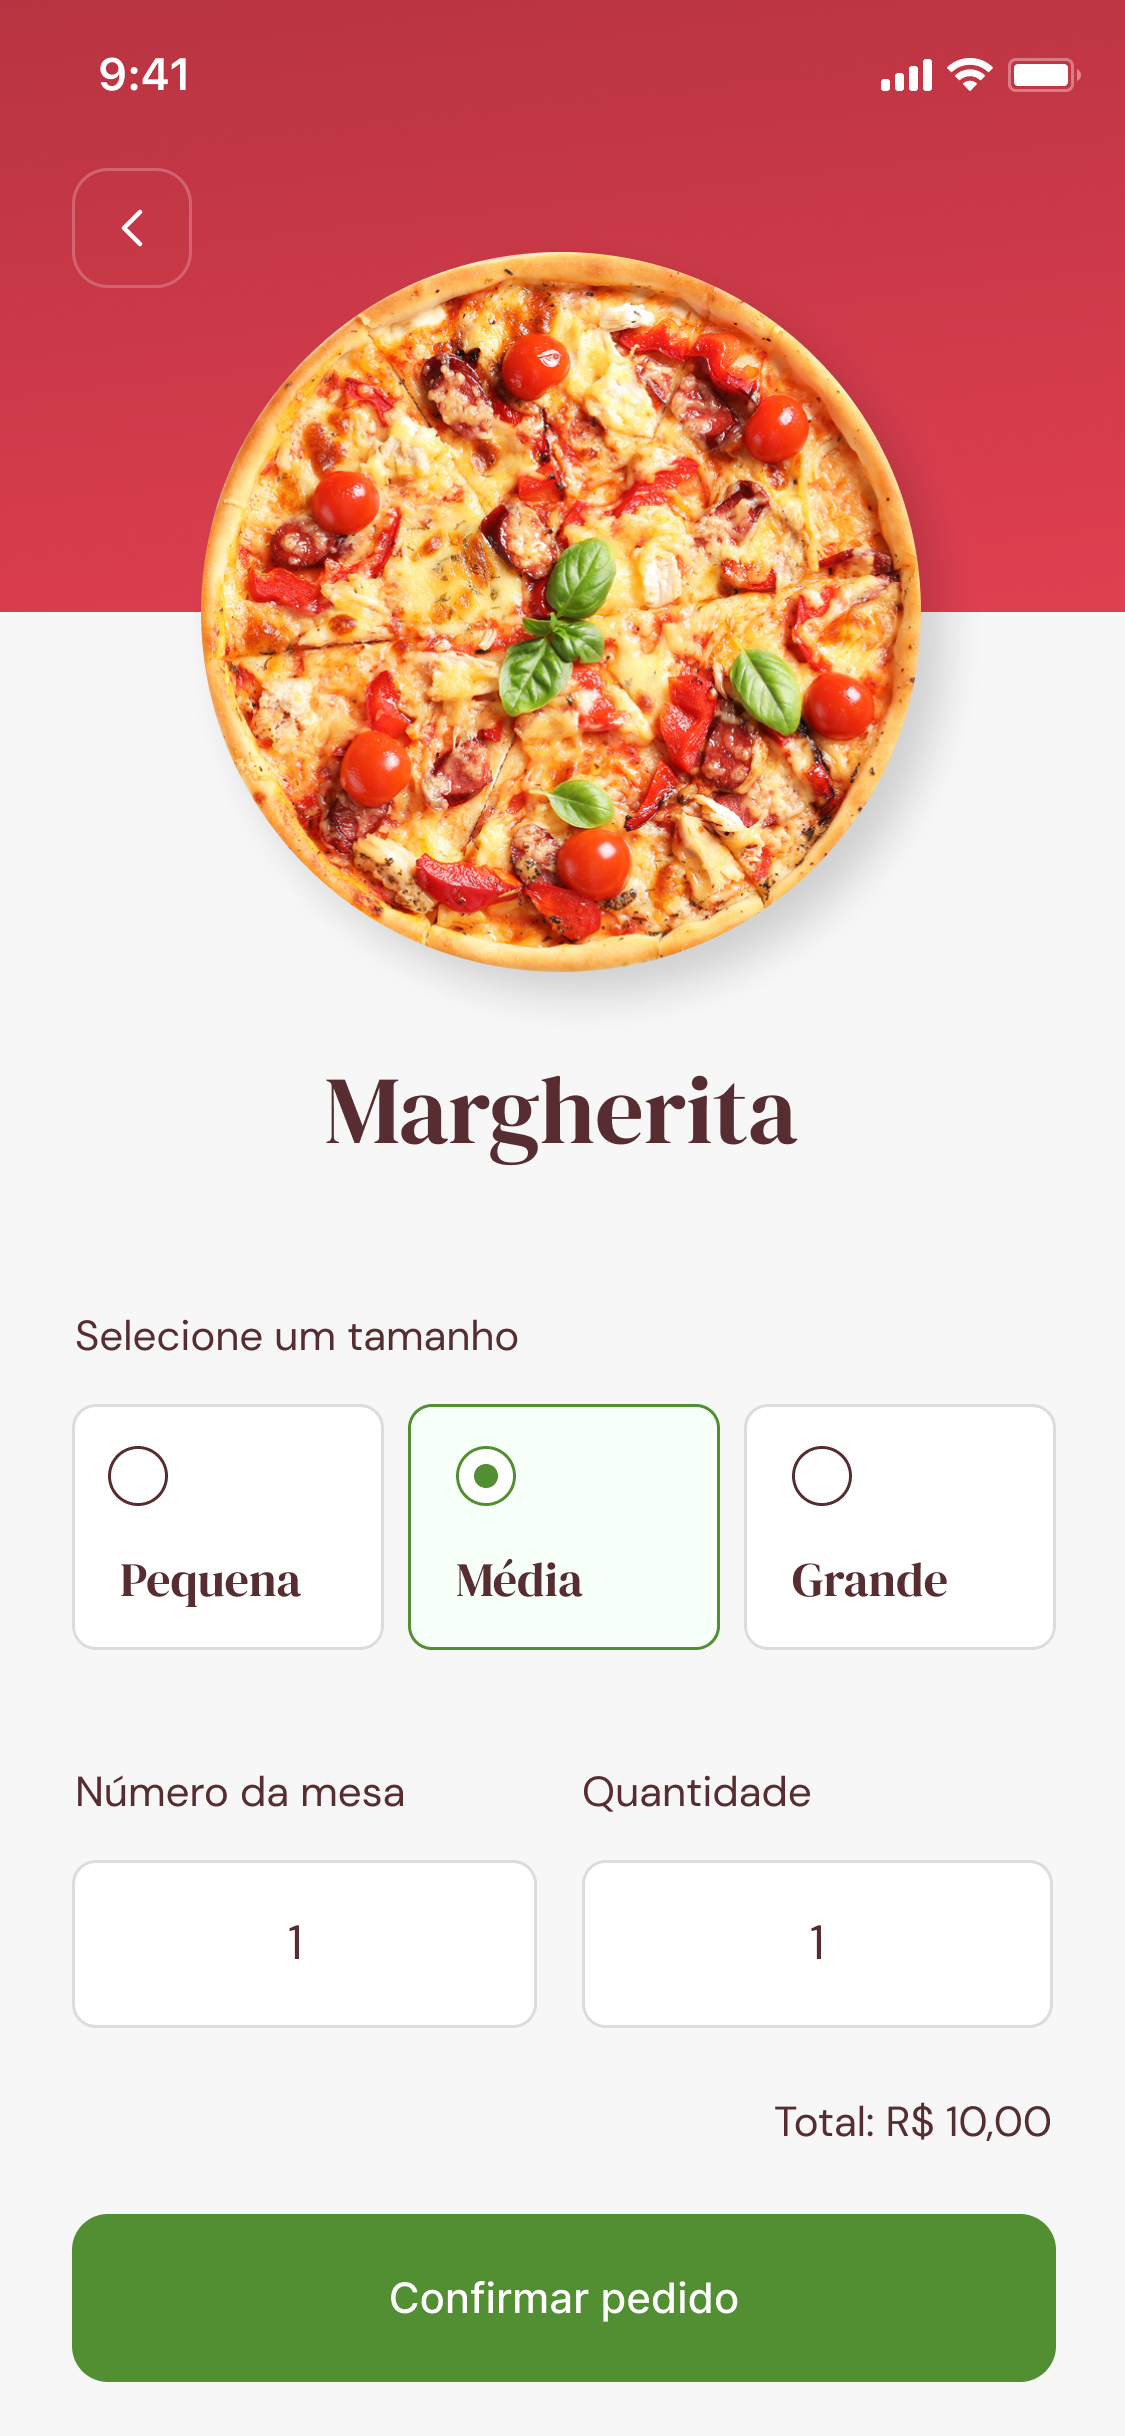 9:41
Margherita
Selecione um tamanho
Pequena
Média
Grande
Número da mesa
Quantidade
1
1
Total: R$ 10,00
Confirmar pedido